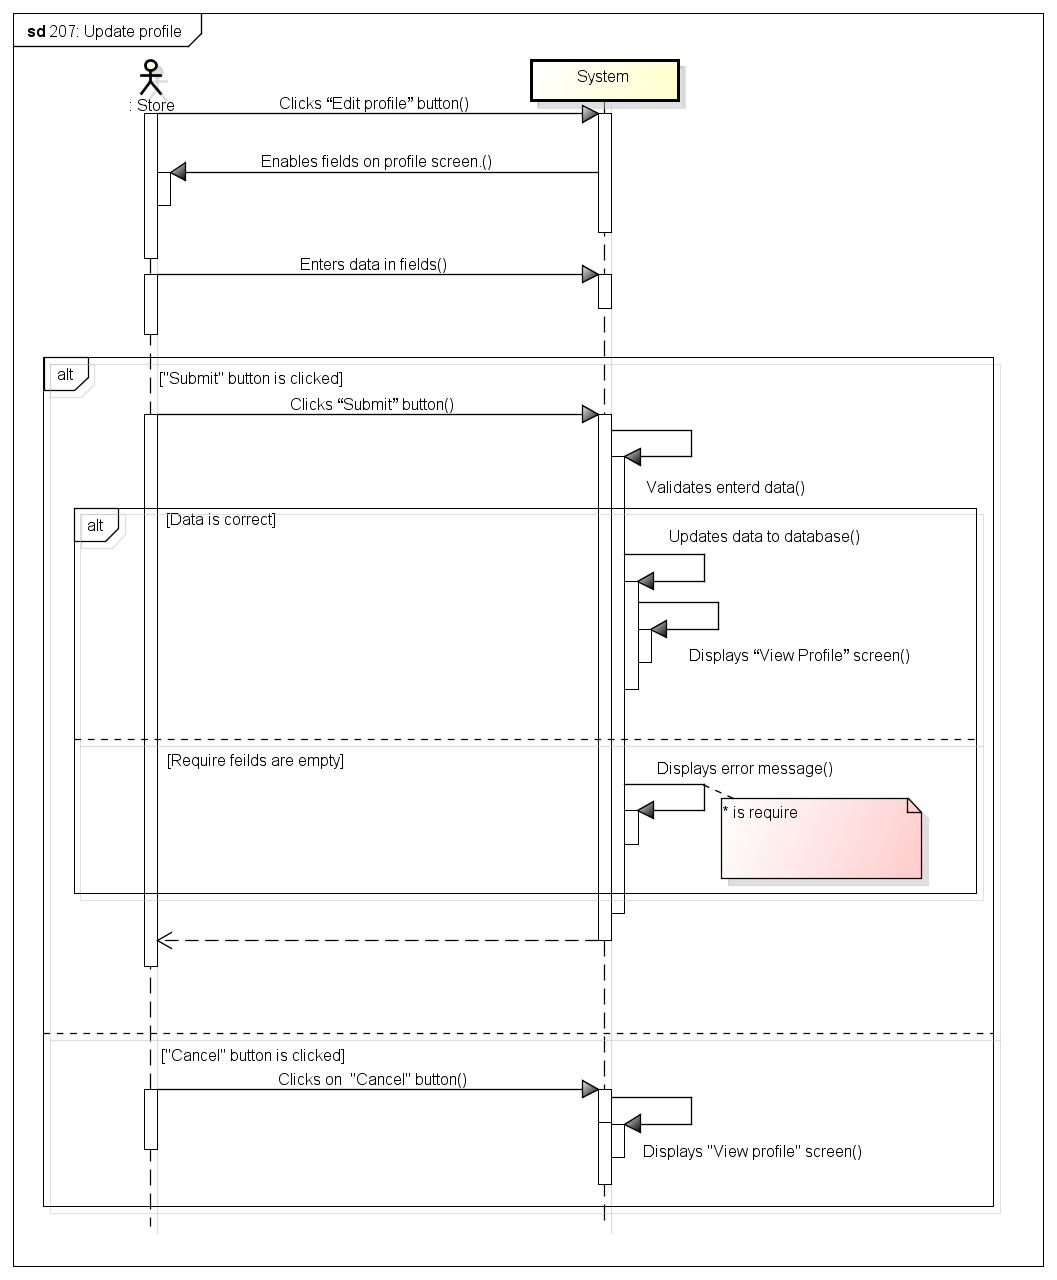 sd 207: Update profile
System
: Store
Clicks “Edit profile” button()
Enables fields on profile screen.()
Enters data in fields()
alt
["Submit" button is clicked]
Clicks “Submit” button()
Validates enterd data()
alt
[Data is correct]
Updates data to database()
Displays “View Profile” screen()
[Require feilds are empty]
Displays error message()
* is require
["Cancel" button is clicked]
Clicks on  "Cancel" button()
Displays "View profile" screen()